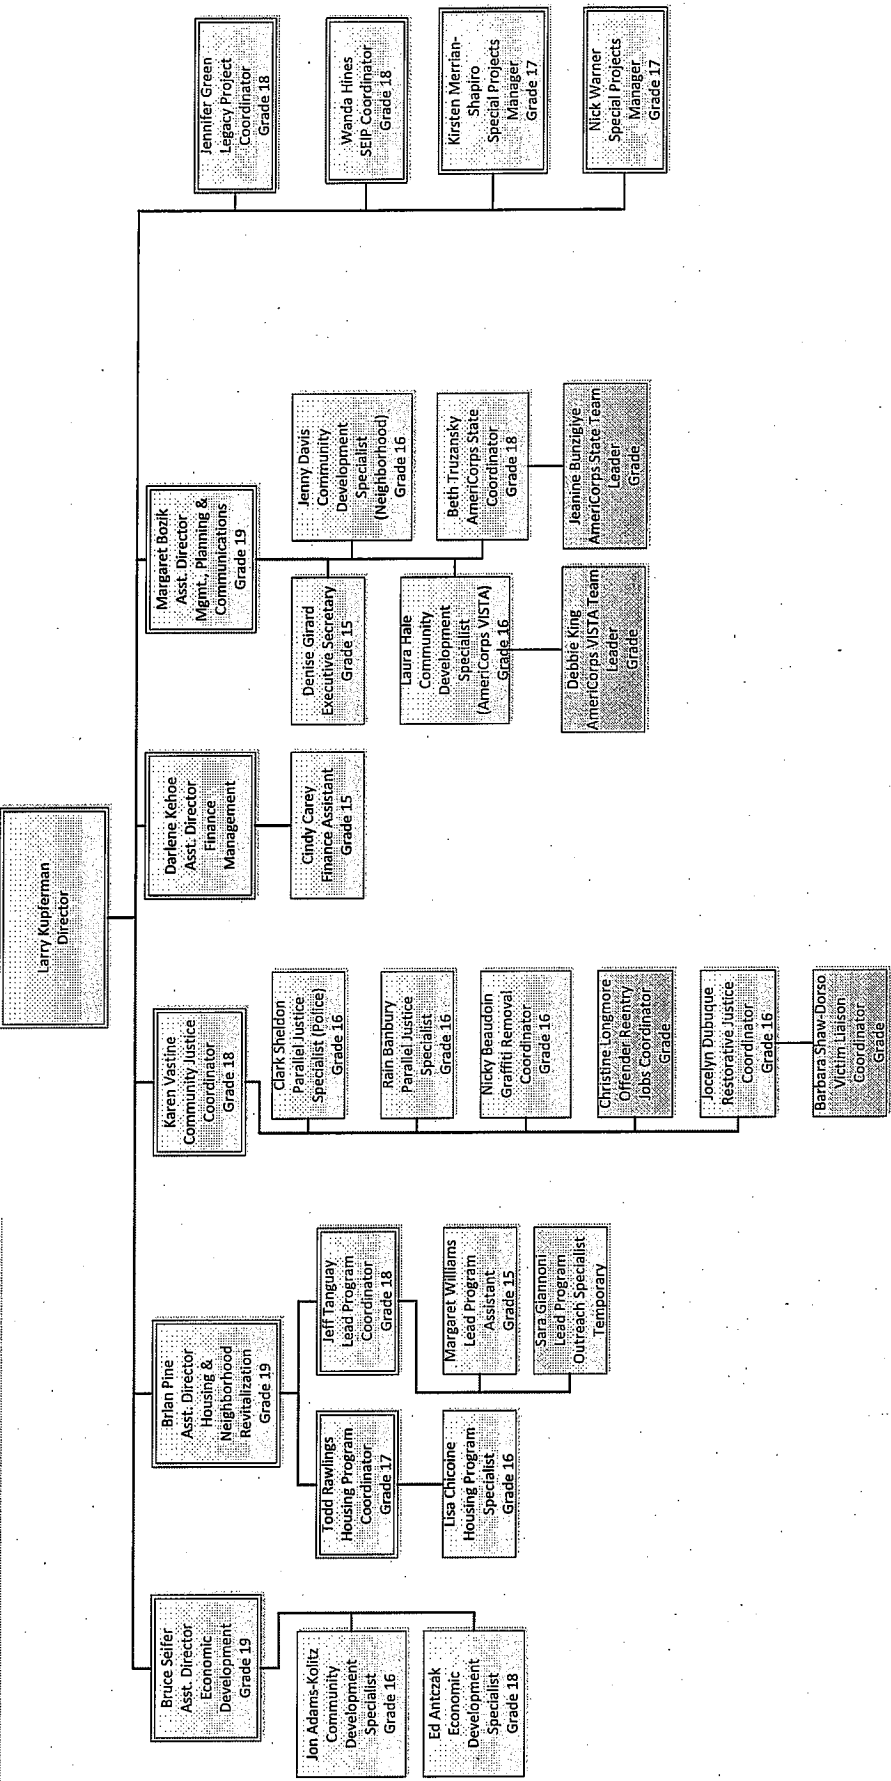 Larry Kupferman
Director
Bruce Seifer
Asst. Director
Economic
Development
Grade 19
Jon Adams-Kolitz
Community
Development
Specialist
Grade 16
Ed Antczak
Economic
Development
Specialist
Grade 18
Brian Pine
Asst. Director
Housing &
Neighborhood
Revitalization
Grade 19
Todd Rawlings
Housing Program
Coordinator
Grade 17
Lisa Chicoine
Housing Program
Specialist
Grade 16
Jeff Tanguay
Lead Program
Coordinator
Grade 18
Margaret Williams
Lead Program
Assistant
Grade 15
Sara Giannoni
Lead Program
Outreach Specialist
Temporary
Karen Vastine
Community Justice
Coordinator
Grade 18
Clark Sheldon
Parallel Justice
Specialist (Police)
Grade 16
Rain Banbury
Parallel Justice
Specialist
Grade 16
Nicky Beaudoin
Graffiti Removal
Coordinator
Grade 16
Christine Longmore
Offender Reentry
Jobs Coordinator
Grade
Jocelyn Dubuque
Restorative Justice
Coordinator
Grade 16
Barbara Shaw-Dorso
Victim Liaison
Coordinator
Grade
Darlene Kehoe
Asst. Director
Finance
Management
Cindy Carey
Finance Assistant
Grade 15
Margaret Bozik
Asst. Director
Mgmt., Planning &
Communications
Grade 19
Denise Girard
Executive Secretary
Grade 15
Jenny Davis
Community
Development
Specialist
(Neighborhood)
Grade 16
Laura Hale
Community
Development
Specialist
(AmeriCorps VISTA)
Grade 16
Beth Truzansky
AmeriCorps State
Coordinator
Grade 18
Debbie King
AmeriCorps VISTA Team
Leader
Grade
Jeanine Bunzigiye
AmeriCorps State Team
Leader
Grade
Jennifer Green
Legacy Project
Coordinator
Grade 18
Wanda Hines
SEIP Coordinator
Grade 18
Kirsten Merrian-
Shapiro
Special Projects
Manager
Grade 17
Nick Warner
Special Projects
Manager
Grade 17